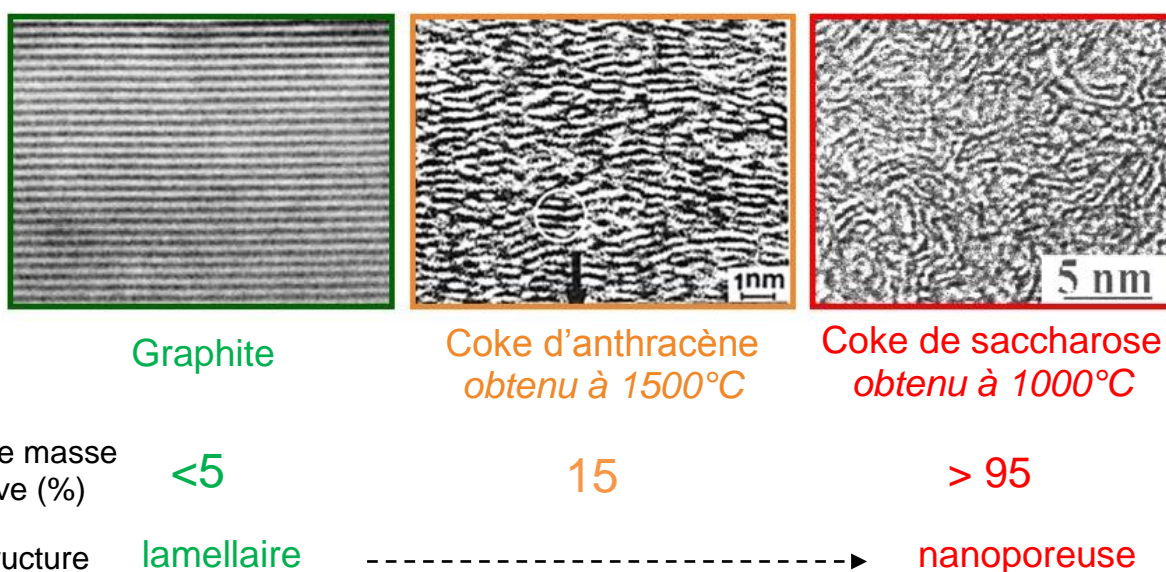 1nm
5 nm
Graphite
Coke d'anthracène
obtenu à 1500°C
Coke de saccharose
obtenu à 1000°C
e masse
ve (%)
<5
15
> 95
ucture
lamellaire
nanoporeuse